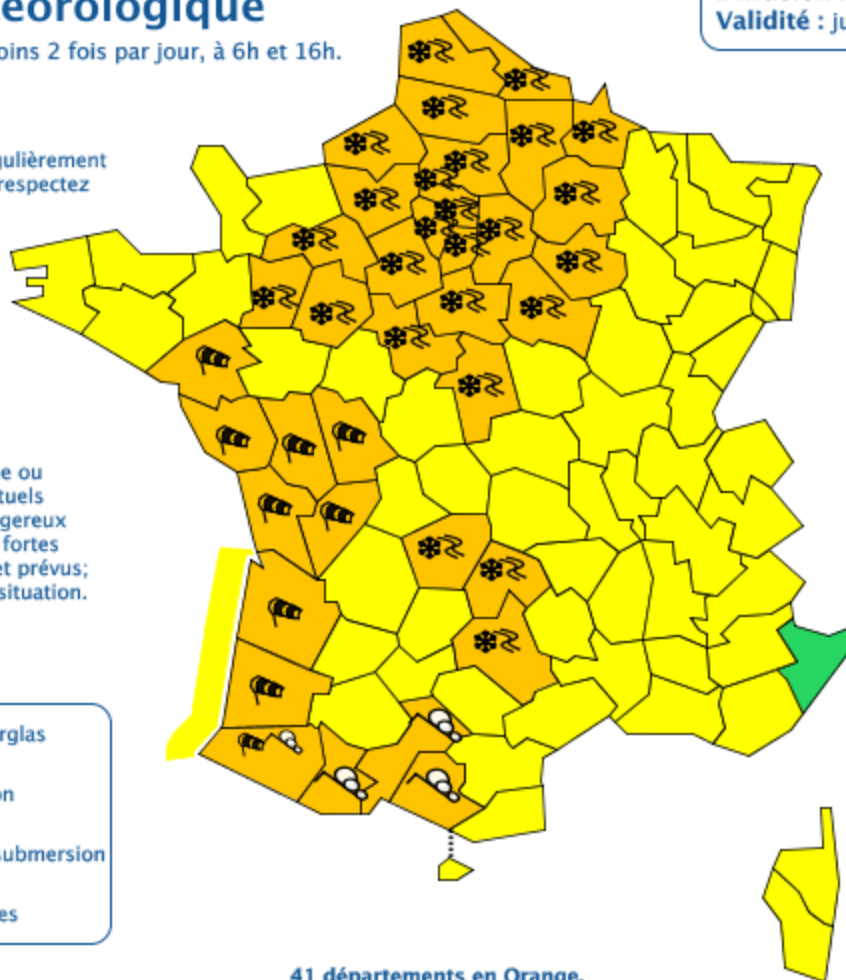 éorologique
oins 2 fois par jour, à 6h et 16h.
Validité : ju
gulièrement
respectez
e ou
tuels
gereux
fortes
et prévus;
situation.
rglas
on
submersion
es
41 départements en Orange.